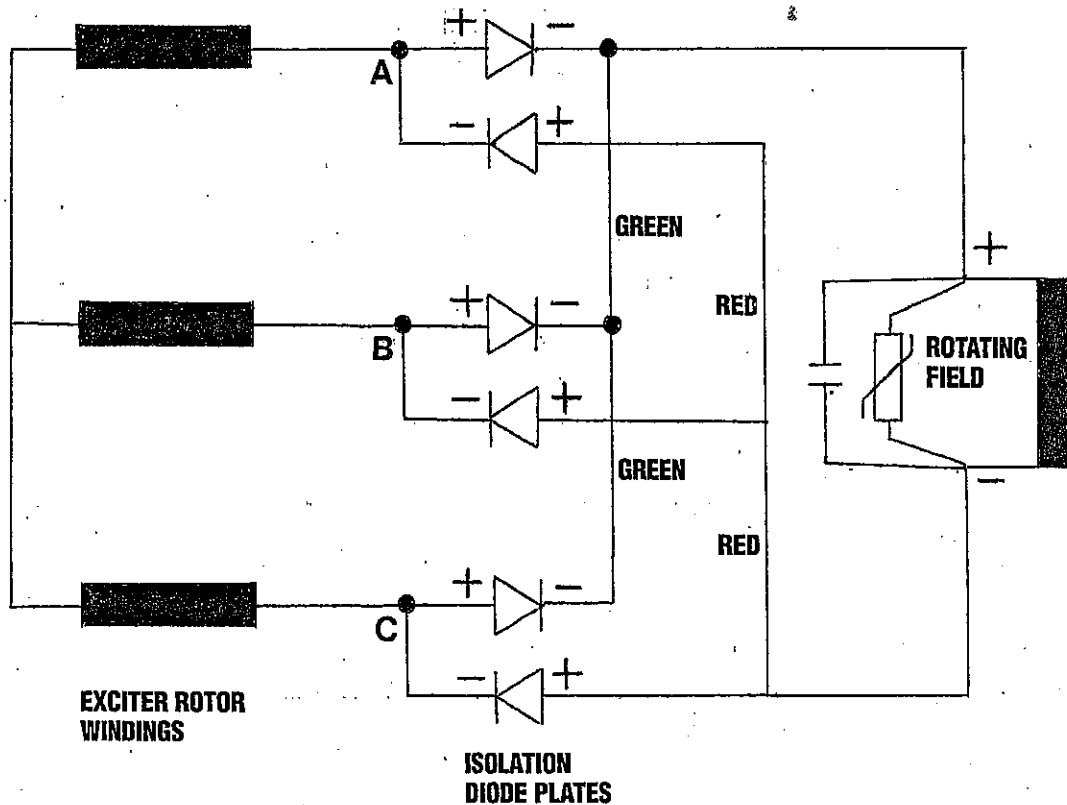 + −
A
− +
GREEN
+
RED
+ −
B
ROTATING
FIELD
− +
GREEN
−
RED
+ −
C
− +
EXCITER ROTOR
WINDINGS
ISOLATION
DIODE PLATES